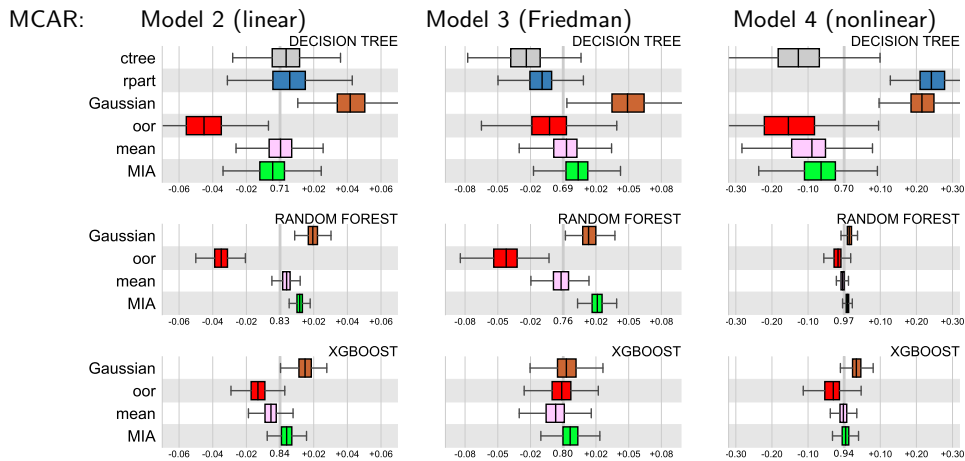 MCAR: Model 2 (linear) Model 3 (Friedman) Model 4 (nonlinear)
DECISION TREE DECISION TREE DECISION TREE
ctree
rpart
Gaussian
oor
mean
MIA
-0.06 -0.04 -0.02 0.71 +0.02 +0.04 +0.06 -0.08 -0.05 -0.02 0.69 +0.02 +0.05 +0.08 -0.30 -0.20 -0.10 0.70 +0.10 +0.20 +0.30
RANDOM FOREST RANDOM FOREST RANDOM FOREST
Gaussian
oor
mean
MIA
-0.06 -0.04 -0.02 0.83 +0.02 +0.04 +0.06 -0.08 -0.05 -0.02 0.76 +0.02 +0.05 +0.08 -0.30 -0.20 -0.10 0.97 +0.10 +0.20 +0.30
XGBOOST XGBOOST XGBOOST
Gaussian
oor
mean
MIA
-0.06 -0.04 -0.02 0.84 +0.02 +0.04 +0.06 -0.08 -0.05 -0.02 0.80 +0.02 +0.05 +0.08 -0.30 -0.20 -0.10 0.94 +0.10 +0.20 +0.30